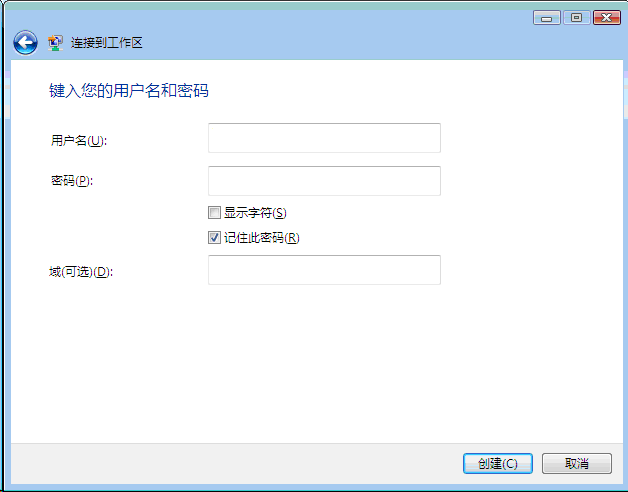 连接到工作区
键入您的用户名和密码
用户名(U):
密码(P):
显示字符(S)
记住此密码(R)
域(可选)(D):
创建(C) 取消